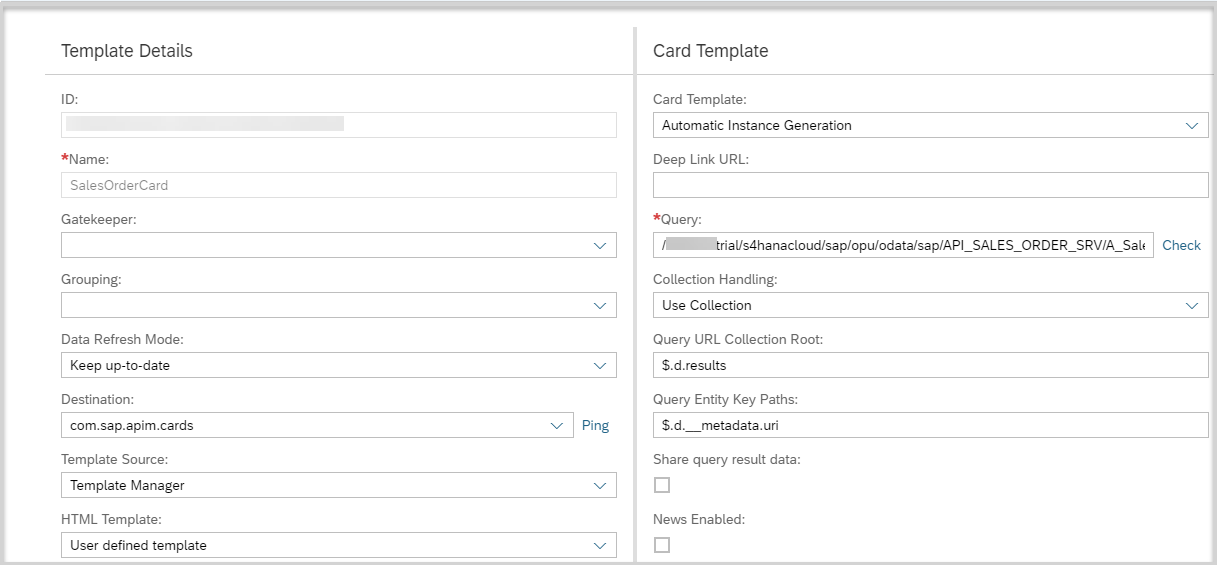 Template Details
ID:
*Name:
SalesOrderCard
Gatekeeper:
Grouping:
Data Refresh Mode:
Keep up-to-date
Destination:
com.sap.apim.cards
Ping
Template Source:
Template Manager
HTML Template:
User defined template
Card Template
Card Template:
Automatic Instance Generation
Deep Link URL:
*Query:
/ trial/s4hanacloud/sap/opu/odata/sap/API_SALES_ORDER_SRV/A_Sale
Check
Collection Handling:
Use Collection
Query URL Collection Root:
$.d.results
Query Entity Key Paths:
$.d.__metadata.uri
Share query result data:
News Enabled: